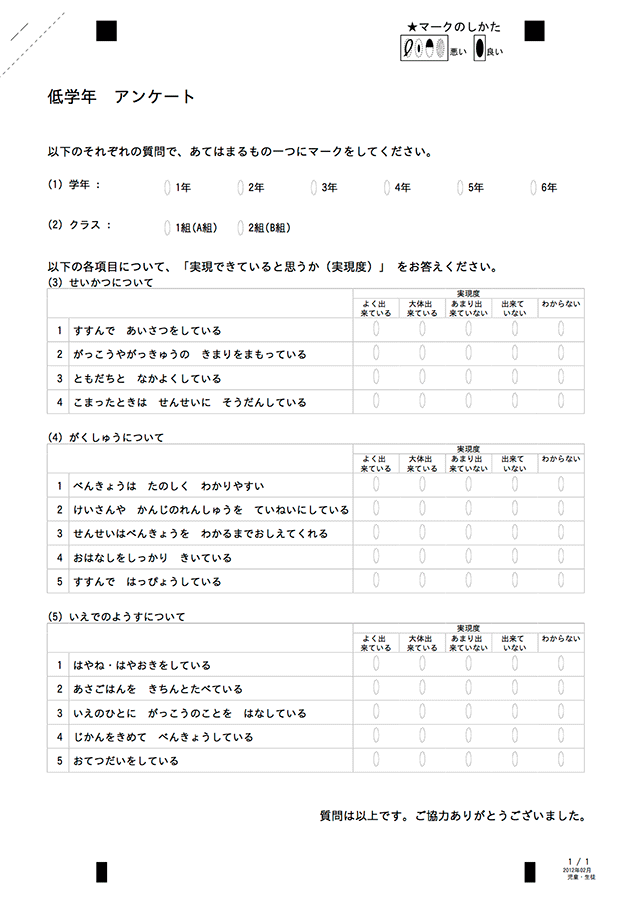 ★マークのしかた
悪い 良い
低学年 アンケート
以下のそれぞれの質問で、あてはまるもの一つにマークをしてください。
(1) 学年 : 1年 2年 3年 4年 5年 6年
(2) クラス : 1組(A組) 2組(B組)
以下の各項目について、「実現できていると思うか（実現度）」 をお答えください。
(3) せいかつについて
実現度
よく出来ている 大体出来ている あまり出来ていない 出来ていない わからない
1 すすんで あいさつをしている
2 がっこうやがっきゅうの きまりをまもっている
3 ともだちと なかよくしている
4 こまったときは せんせいに そうだんしている
(4) がくしゅうについて
実現度
よく出来ている 大体出来ている あまり出来ていない 出来ていない わからない
1 べんきょうは たのしく わかりやすい
2 けいさんや かんじのれんしゅうを ていねいにしている
3 せんせいはべんきょうを わかるまでおしえてくれる
4 おはなしをしっかり きいている
5 すすんで はっぴょうしている
(5) いえでのようすについて
実現度
よく出来ている 大体出来ている あまり出来ていない 出来ていない わからない
1 はやね・はやおきをしている
2 あさごはんを きちんとたべている
3 いえのひとに がっこうのことを はなしている
4 じかんをきめて べんきょうしている
5 おてつだいをしている
質問は以上です。ご協力ありがとうございました。
1 / 1
2012年02月
児童・生徒